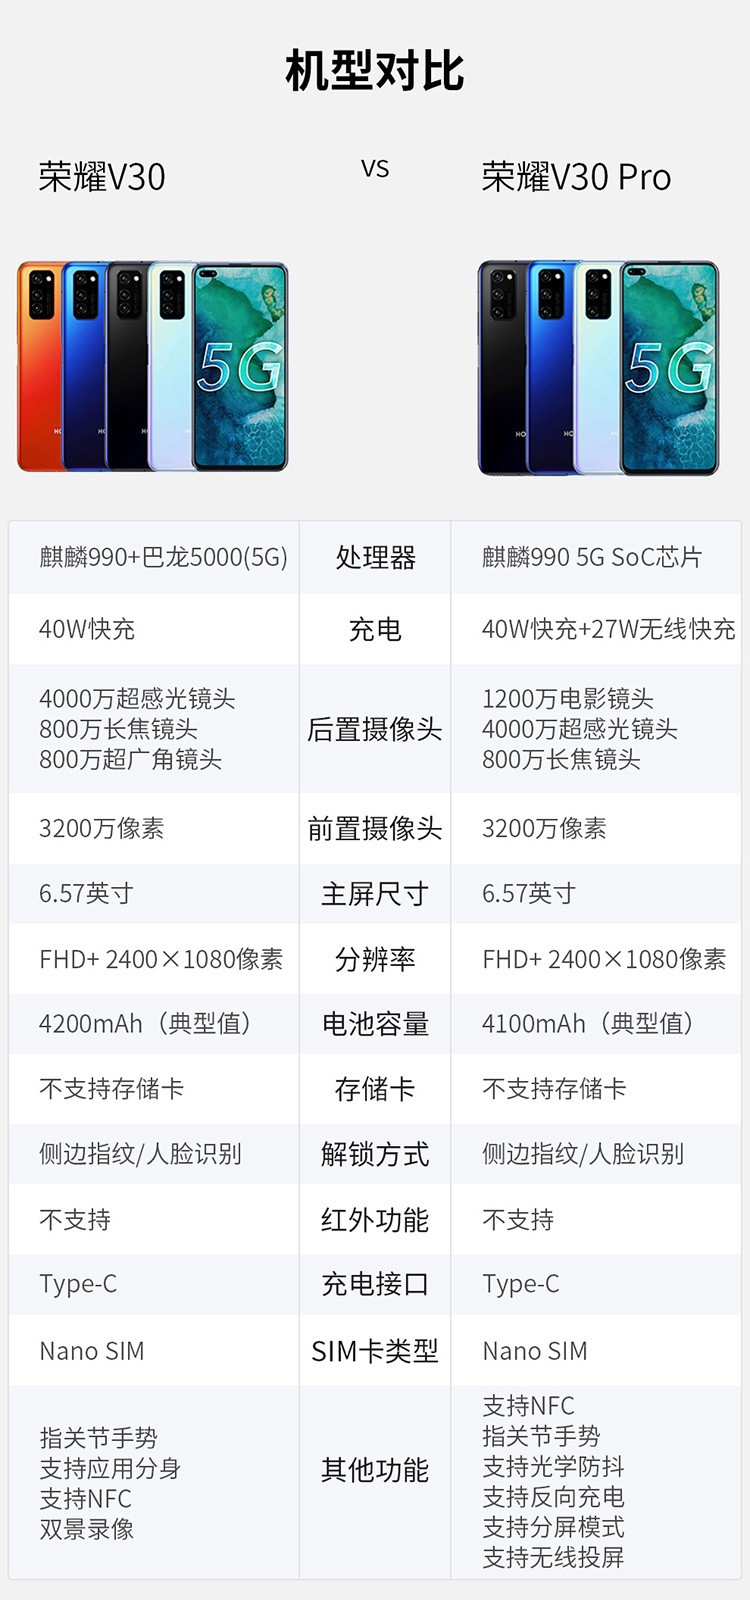 机型对比
荣耀V30
VS
荣耀V30 Pro
HO
HO
5G
HO
HO
5G
麒麟990+巴龙5000(5G)
处理器
麒麟990 5G SoC芯片
40W快充
充电
40W快充+27W无线快充
4000万超感光镜头
800万长焦镜头
800万超广角镜头
后置摄像头
1200万电影镜头
4000万超感光镜头
800万长焦镜头
3200万像素
前置摄像头
3200万像素
6.57英寸
主屏尺寸
6.57英寸
FHD+ 2400×1080像素
分辨率
FHD+ 2400×1080像素
4200mAh（典型值）
电池容量
4100mAh（典型值）
不支持存储卡
存储卡
不支持存储卡
侧边指纹/人脸识别
解锁方式
侧边指纹/人脸识别
不支持
红外功能
不支持
Type-C
充电接口
Type-C
Nano SIM
SIM卡类型
Nano SIM
指关节手势
支持应用分身
支持NFC
双景录像
其他功能
支持NFC
指关节手势
支持光学防抖
支持反向充电
支持分屏模式
支持无线投屏